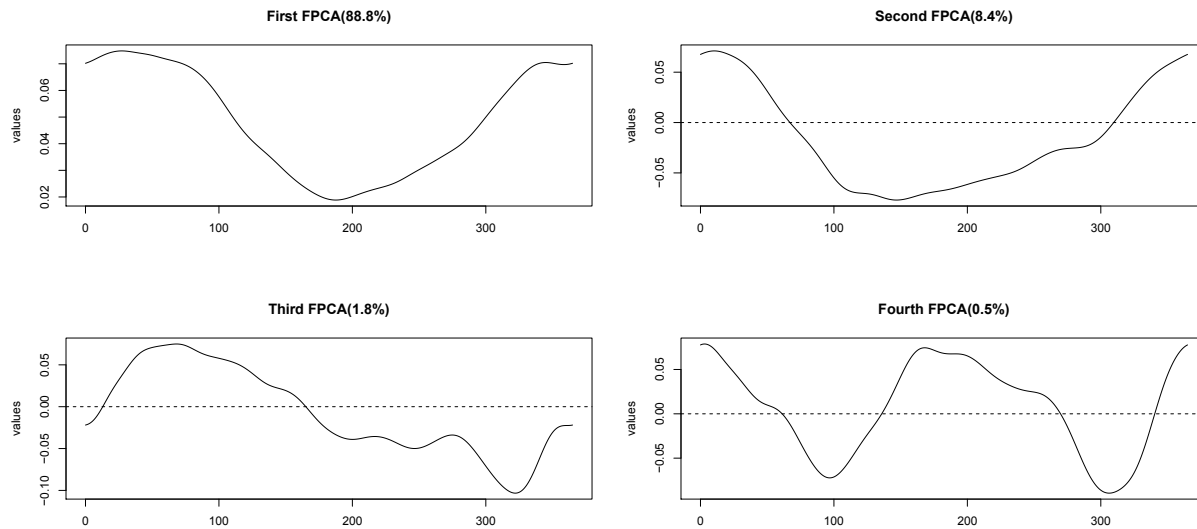 First FPCA(88.8%)
values
0.02 0.04 0.06
0 100 200 300
Second FPCA(8.4%)
values
−0.05 0.00 0.05
0 100 200 300
Third FPCA(1.8%)
values
−0.10 −0.05 0.00 0.05
0 100 200 300
Fourth FPCA(0.5%)
values
−0.05 0.00 0.05
0 100 200 300